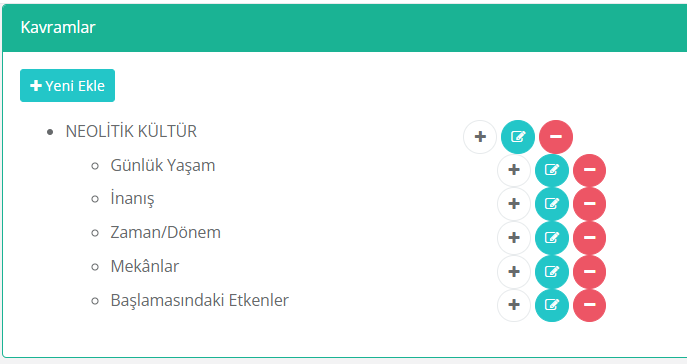 Kavramlar
Yeni Ekle
NEOLİTİK KÜLTÜR
Günlük Yaşam
İnanış
Zaman/Dönem
Mekânlar
Başlamasındaki Etkenler